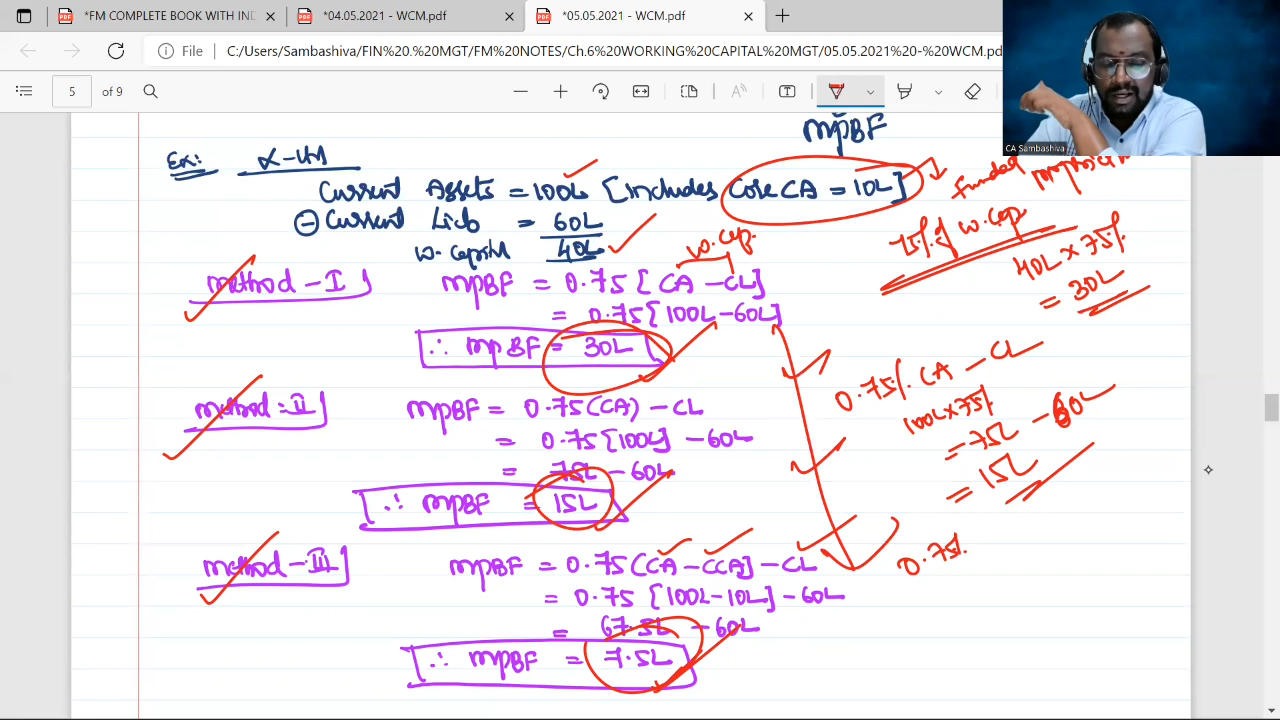 *FM COMPLETE BOOK WITH IND
*04.05.2021 - WCM.pdf
*05.05.2021 - WCM.pdf
File
C:/Users/Sambashiva/FIN%20.%20MGT/FM%20NOTES/Ch.6%20WORKING%20CAPITAL%20MGT/05.05.2021%20-%20WCM.pd
5 of 9
CA Sambashiva
MPBF
Ex: X-Ltd
Current Assets = 100L [Includes Core CA = 10L]
funded
⊖ Current Liab = 60L
75% of W. cap
W. Capital 40L
W. cap.
40L x 75%
= 30L
method - I
MPBF = 0.75 [CA - CL]
= 0.75 [100L - 60L]
∴ MPBF = 30L
0.75% CA - CL
100L x 75%
= 75L - 60L
= 15L
method: II
MPBF = 0.75 (CA) - CL
= 0.75 [100L] - 60L
= 75L - 60L
∴ MPBF = 15L
0.75%
method - III
MPBF = 0.75 (CA - CCA] - CL
= 0.75 [100L - 10L] - 60L
= 67.5L - 60L
∴ MPBF = 7.5L